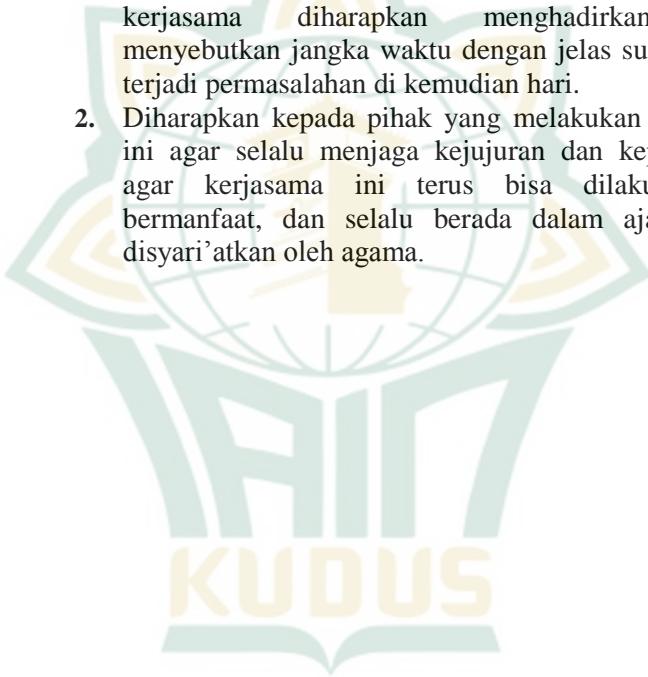 kerjasama diharapkan menghadirkan
menyebutkan jangka waktu dengan jelas su
terjadi permasalahan di kemudian hari.
2. Diharapkan kepada pihak yang melakukan
ini agar selalu menjaga kejujuran dan kep
agar kerjasama ini terus bisa dilaku
bermanfaat, dan selalu berada dalam aja
disyari’atkan oleh agama.
IAIN
KUDUS